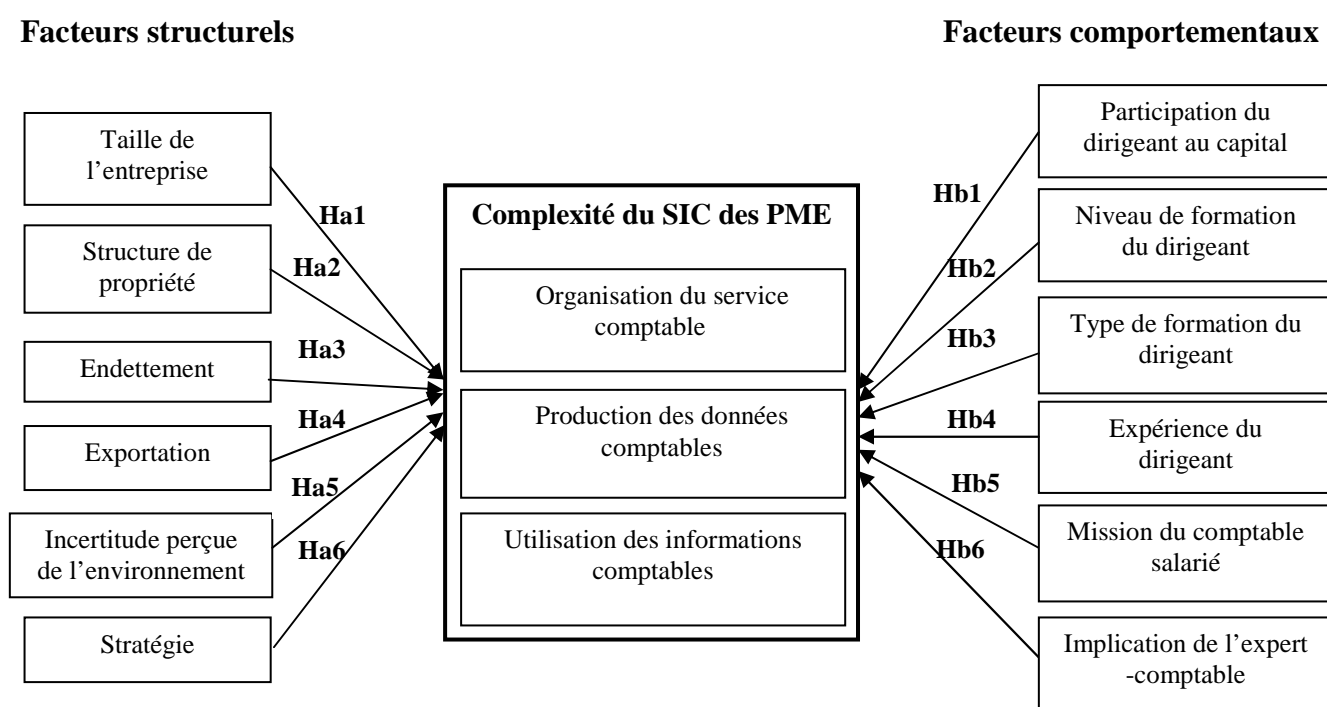 Facteurs structurels
Facteurs comportementaux
Taille de
l’entreprise
Structure de
propriété
Endettement
Exportation
Incertitude perçue
de l’environnement
Stratégie
Ha1
Ha2
Ha3
Ha4
Ha5
Ha6
Complexité du SIC des PME
Organisation du service
comptable
Production des données
comptables
Utilisation des informations
comptables
Hb1
Hb2
Hb3
Hb4
Hb5
Hb6
Participation du
dirigeant au capital
Niveau de formation
du dirigeant
Type de formation du
dirigeant
Expérience du
dirigeant
Mission du comptable
salarié
Implication de l’expert
-comptable